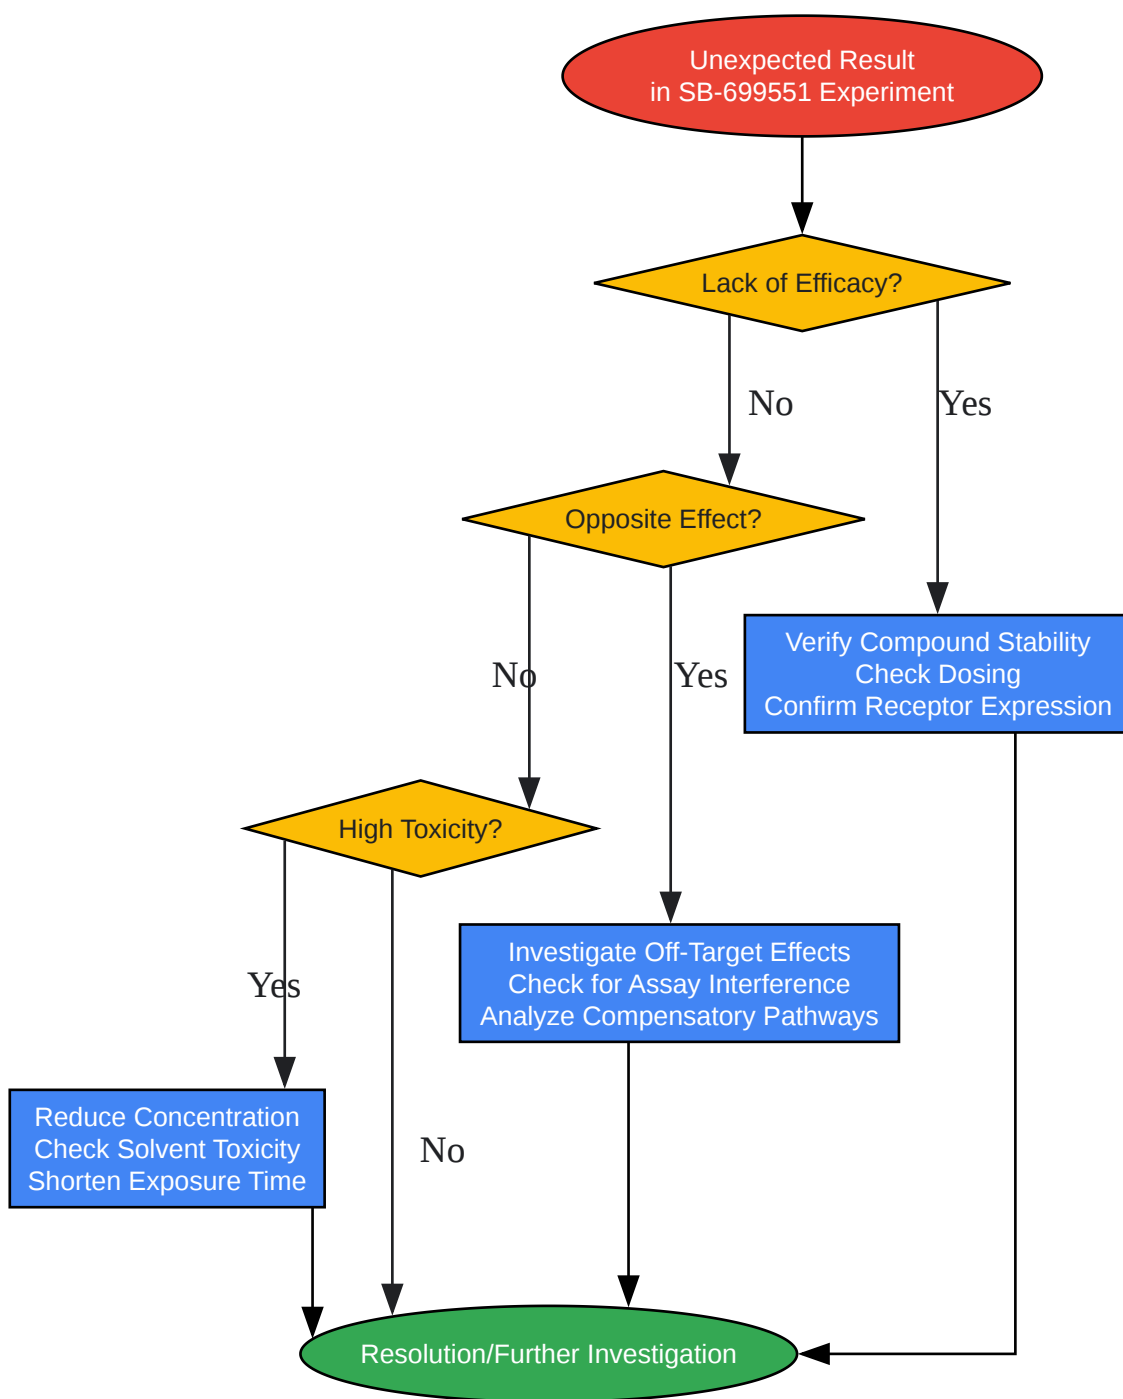 Unexpected Result
in SB-699551 Experiment
Lack of Efficacy?
No
Yes
Opposite Effect?
No
Yes
Verify Compound Stability
Check Dosing
Confirm Receptor Expression
High Toxicity?
Investigate Off-Target Effects
Check for Assay Interference
Analyze Compensatory Pathways
Yes
No
Reduce Concentration
Check Solvent Toxicity
Shorten Exposure Time
Resolution/Further Investigation